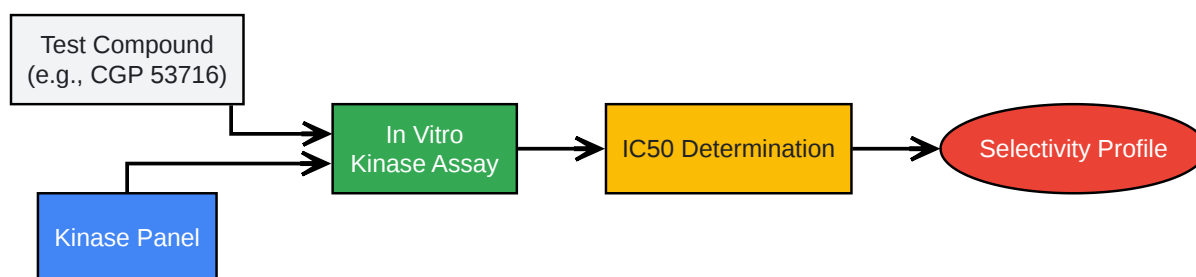 Test Compound
(e.g., CGP 53716)
In Vitro
Kinase Assay
IC50 Determination
Selectivity Profile
Kinase Panel